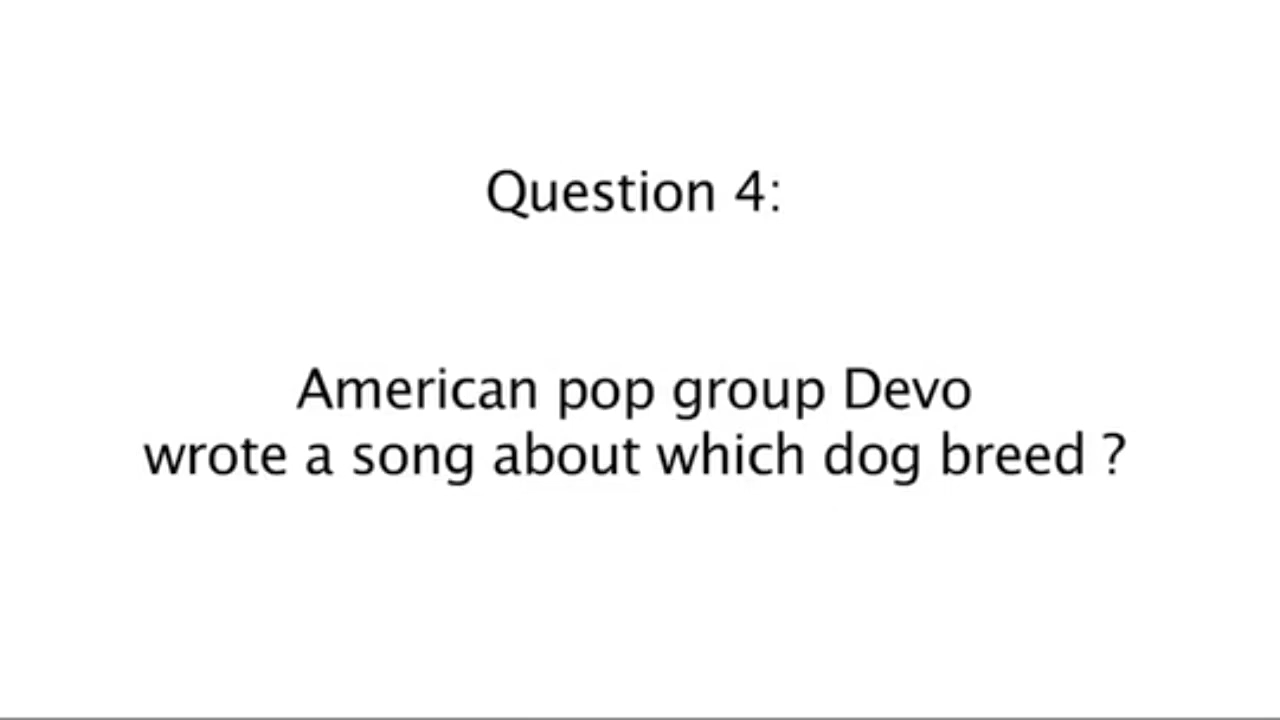 Question 4:
American pop group Devo
wrote a song about which dog breed ?